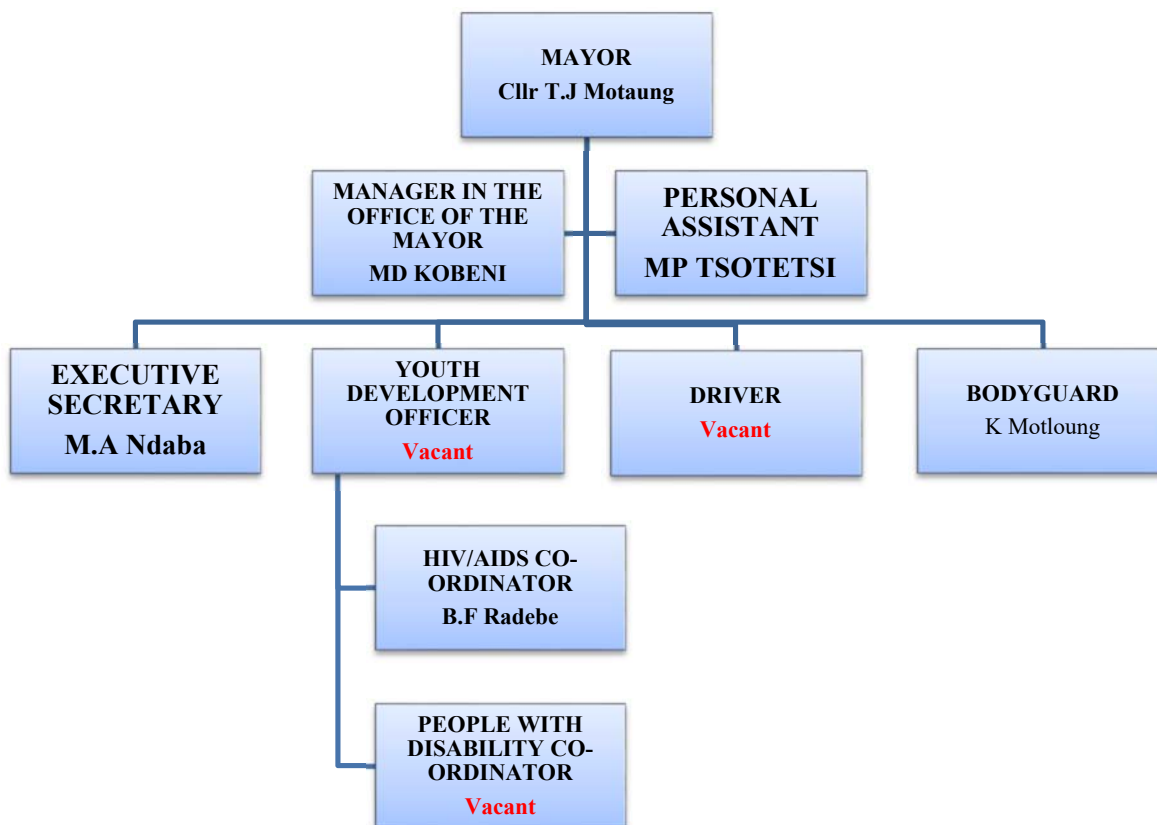 MAYOR
Cllr T.J Motaung
MANAGER IN THE
OFFICE OF THE
MAYOR
MD KOBENI
PERSONAL
ASSISTANT
MP TSOTETSI
EXECUTIVE
SECRETARY
M.A Ndaba
YOUTH
DEVELOPMENT
OFFICER
Vacant
DRIVER
Vacant
BODYGUARD
K Motloung
HIV/AIDS CO-
ORDINATOR
B.F Radebe
PEOPLE WITH
DISABILITY CO-
ORDINATOR
Vacant